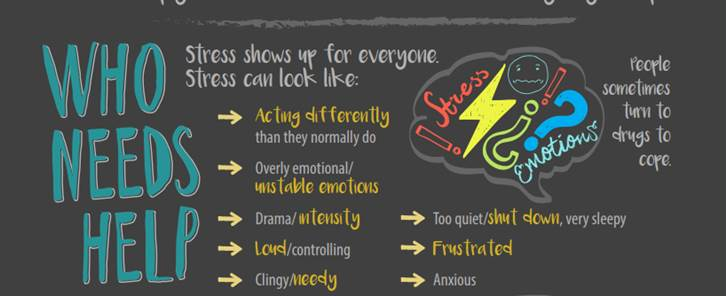 WHO
NEEDS
HELP
Stress shows up for everyone.
Stress can look like:
Acting differently
than they normally do
Overly emotional/
unstable emotions
Drama/intensity
Loud/controlling
Clingy/needy
Too quiet/shut down, very sleepy
Frustrated
Anxious
Stress
! ¿ ! ?
Emotions
People
sometimes
turn to
drugs to
cope.